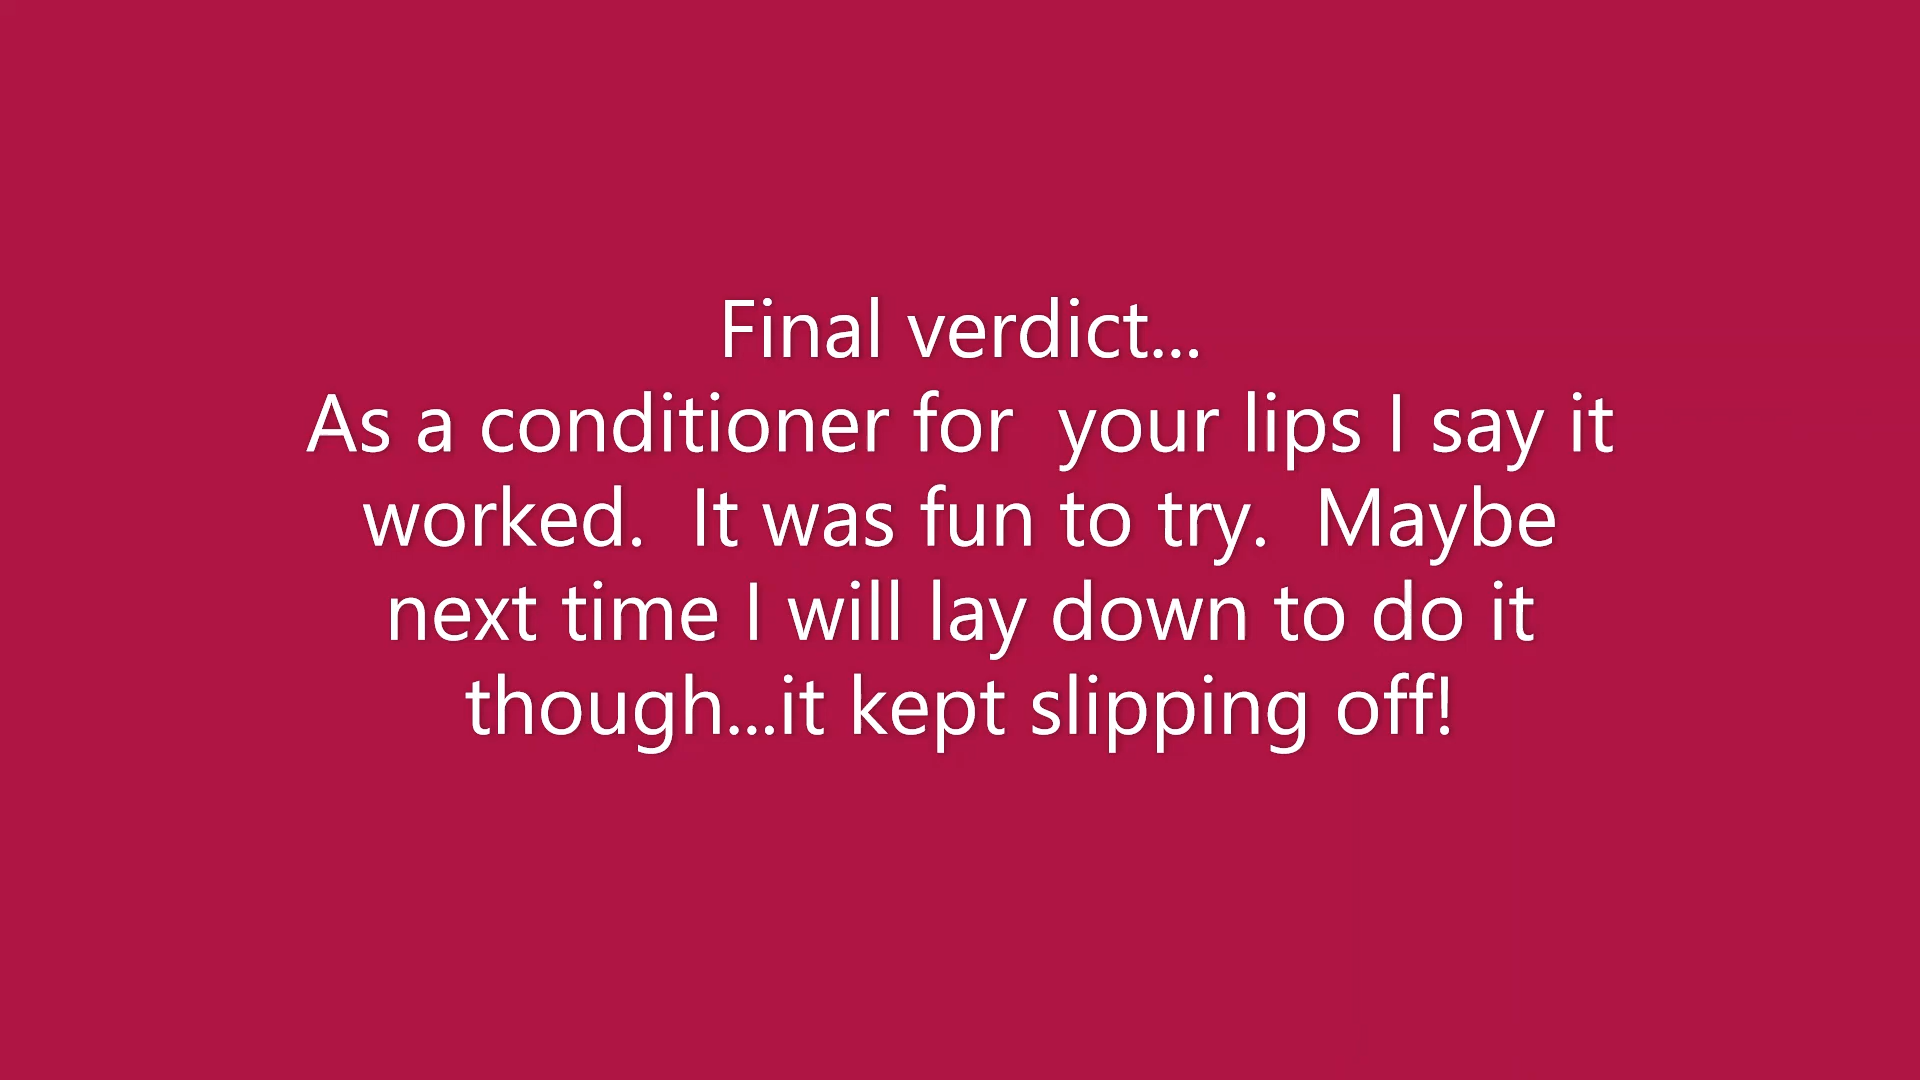 Final verdict...
As a conditioner for  your lips I say it
worked.  It was fun to try.  Maybe
next time I will lay down to do it
though...it kept slipping off!